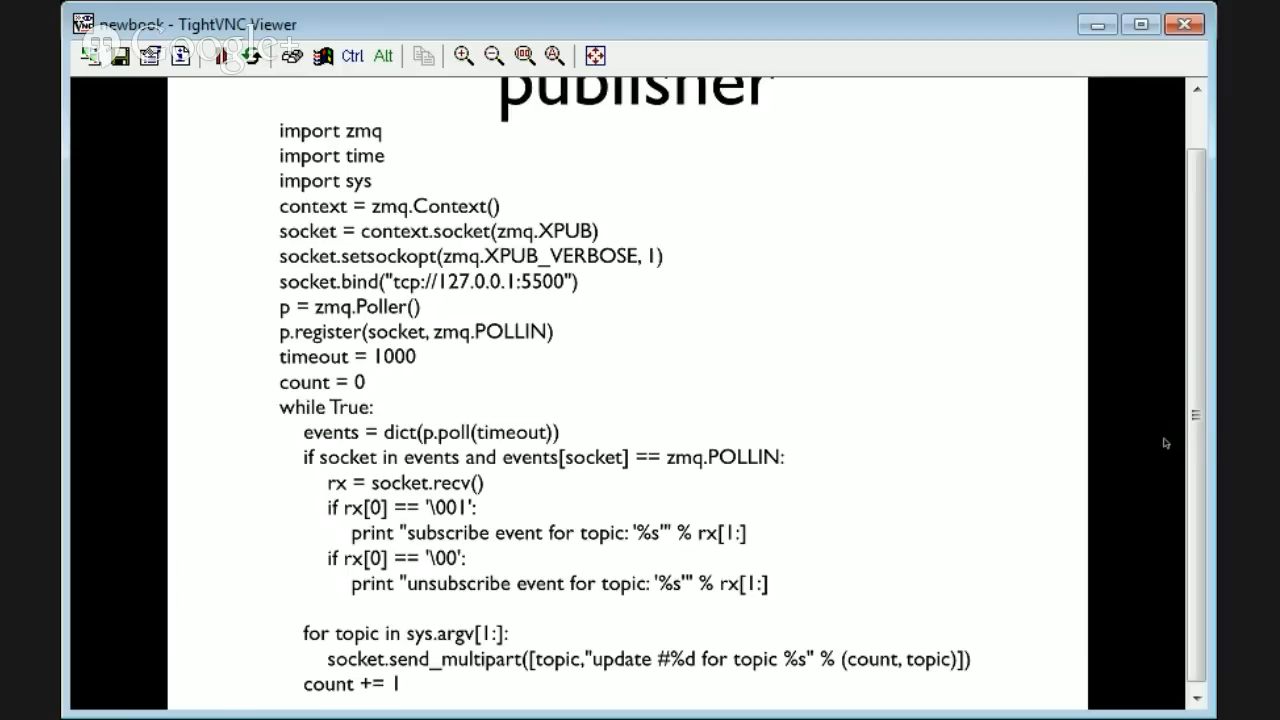 newbook - TightVNC Viewer
Google+
Ctrl Alt
publisher
import zmq
import time
import sys
context = zmq.Context()
socket = context.socket(zmq.XPUB)
socket.setsockopt(zmq.XPUB_VERBOSE, 1)
socket.bind("tcp://127.0.0.1:5500")
p = zmq.Poller()
p.register(socket, zmq.POLLIN)
timeout = 1000
count = 0
while True:
    events = dict(p.poll(timeout))
    if socket in events and events[socket] == zmq.POLLIN:
        rx = socket.recv()
        if rx[0] == '\001':
            print "subscribe event for topic: '%s'" % rx[1:]
        if rx[0] == '\00':
            print "unsubscribe event for topic: '%s'" % rx[1:]
    for topic in sys.argv[1:]:
        socket.send_multipart([topic,"update #%d for topic %s" % (count, topic)])
    count += 1